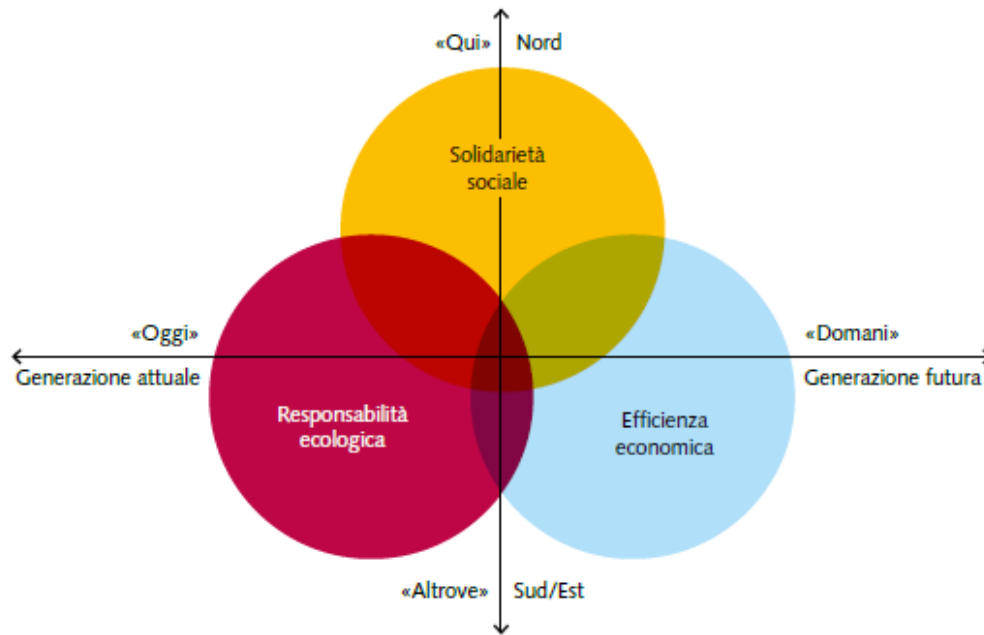 «Qui» Nord
Solidarietà
sociale
«Oggi»
Generazione attuale
«Domani»
Generazione futura
Responsabilità
ecologica
Efficienza
economica
«Altrove» Sud/Est